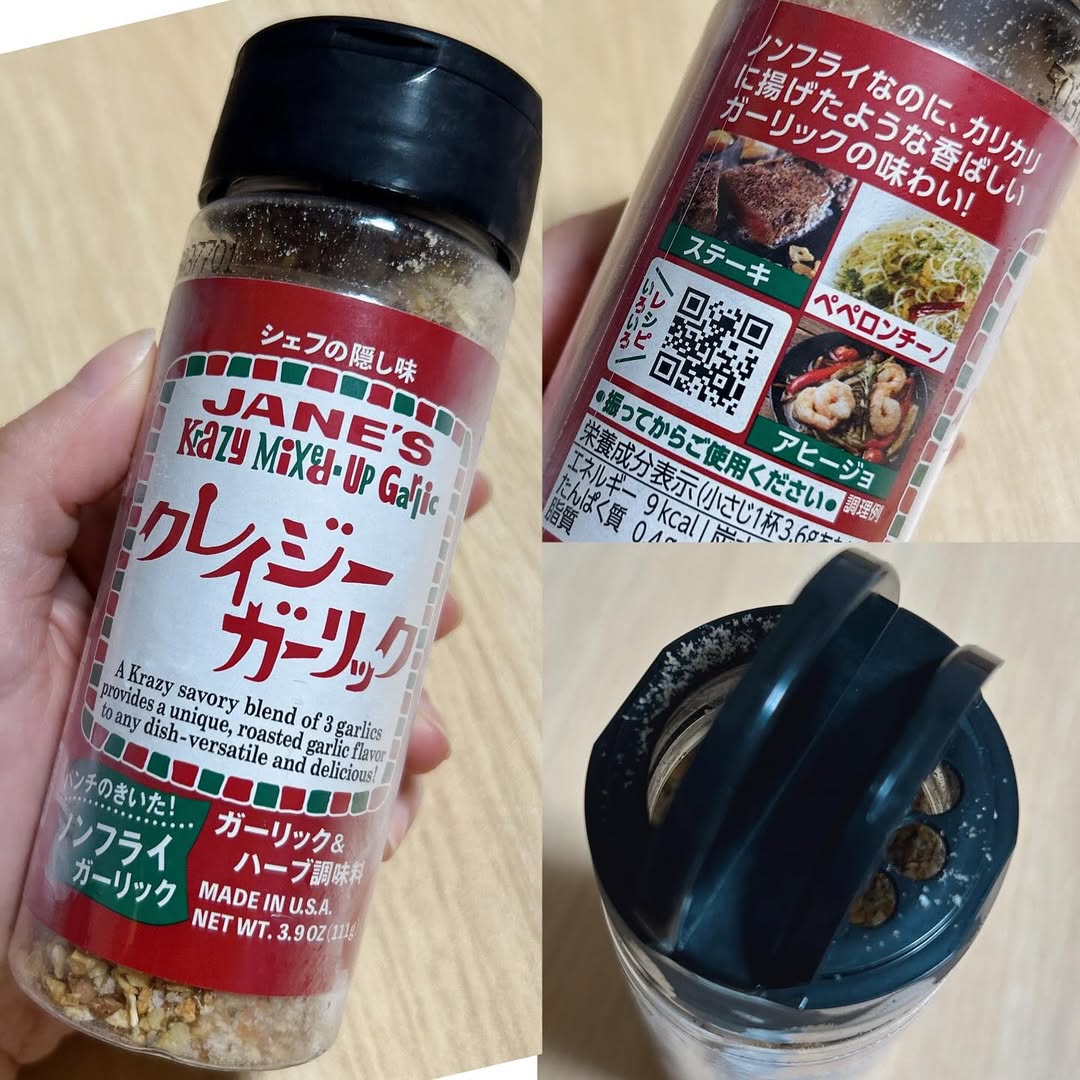 シェフの隠し味
JANE'S
Krazy Mixed-Up Garlic
クレイジー
ガーリック
A Krazy savory blend of 3 garlics
provides a unique, roasted garlic flavor
to any dish-versatile and delicious!
パンチのきいた!
ノンフライ
ガーリック
ガーリック&
ハーブ調味料
MADE IN U.S.A.
NET WT. 3.9 OZ (111g
ノンフライなのに、カリカリ
に揚げたような香ばしい
ガーリックの味わい!
ステーキ
ペペロンチーノ
レシピ
いろいろ
アヒージョ
●振ってからご使用ください●
調理例
栄養成分表示(小さじ1杯3.6g
エネルギー 9kcal
たんぱく質
脂質